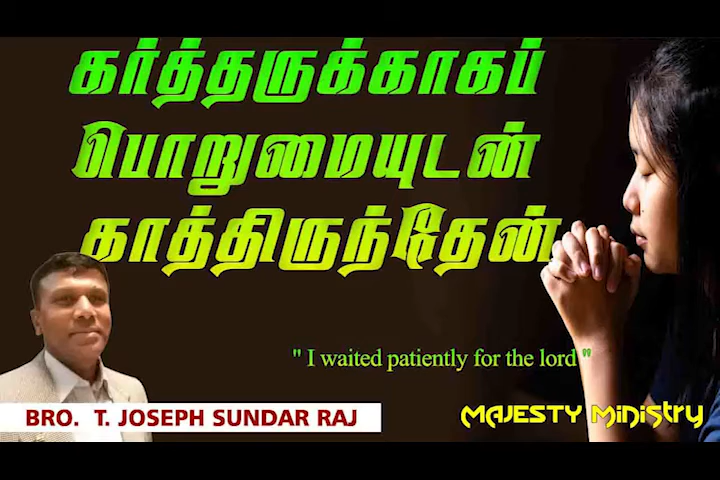 கர்த்தருக்காகப்
பொறுமையுடன்
காத்திருந்தேன்
" I waited patiently for the lord "
BRO. T. JOSEPH SUNDAR RAJ
MAJESTY MINISTRY